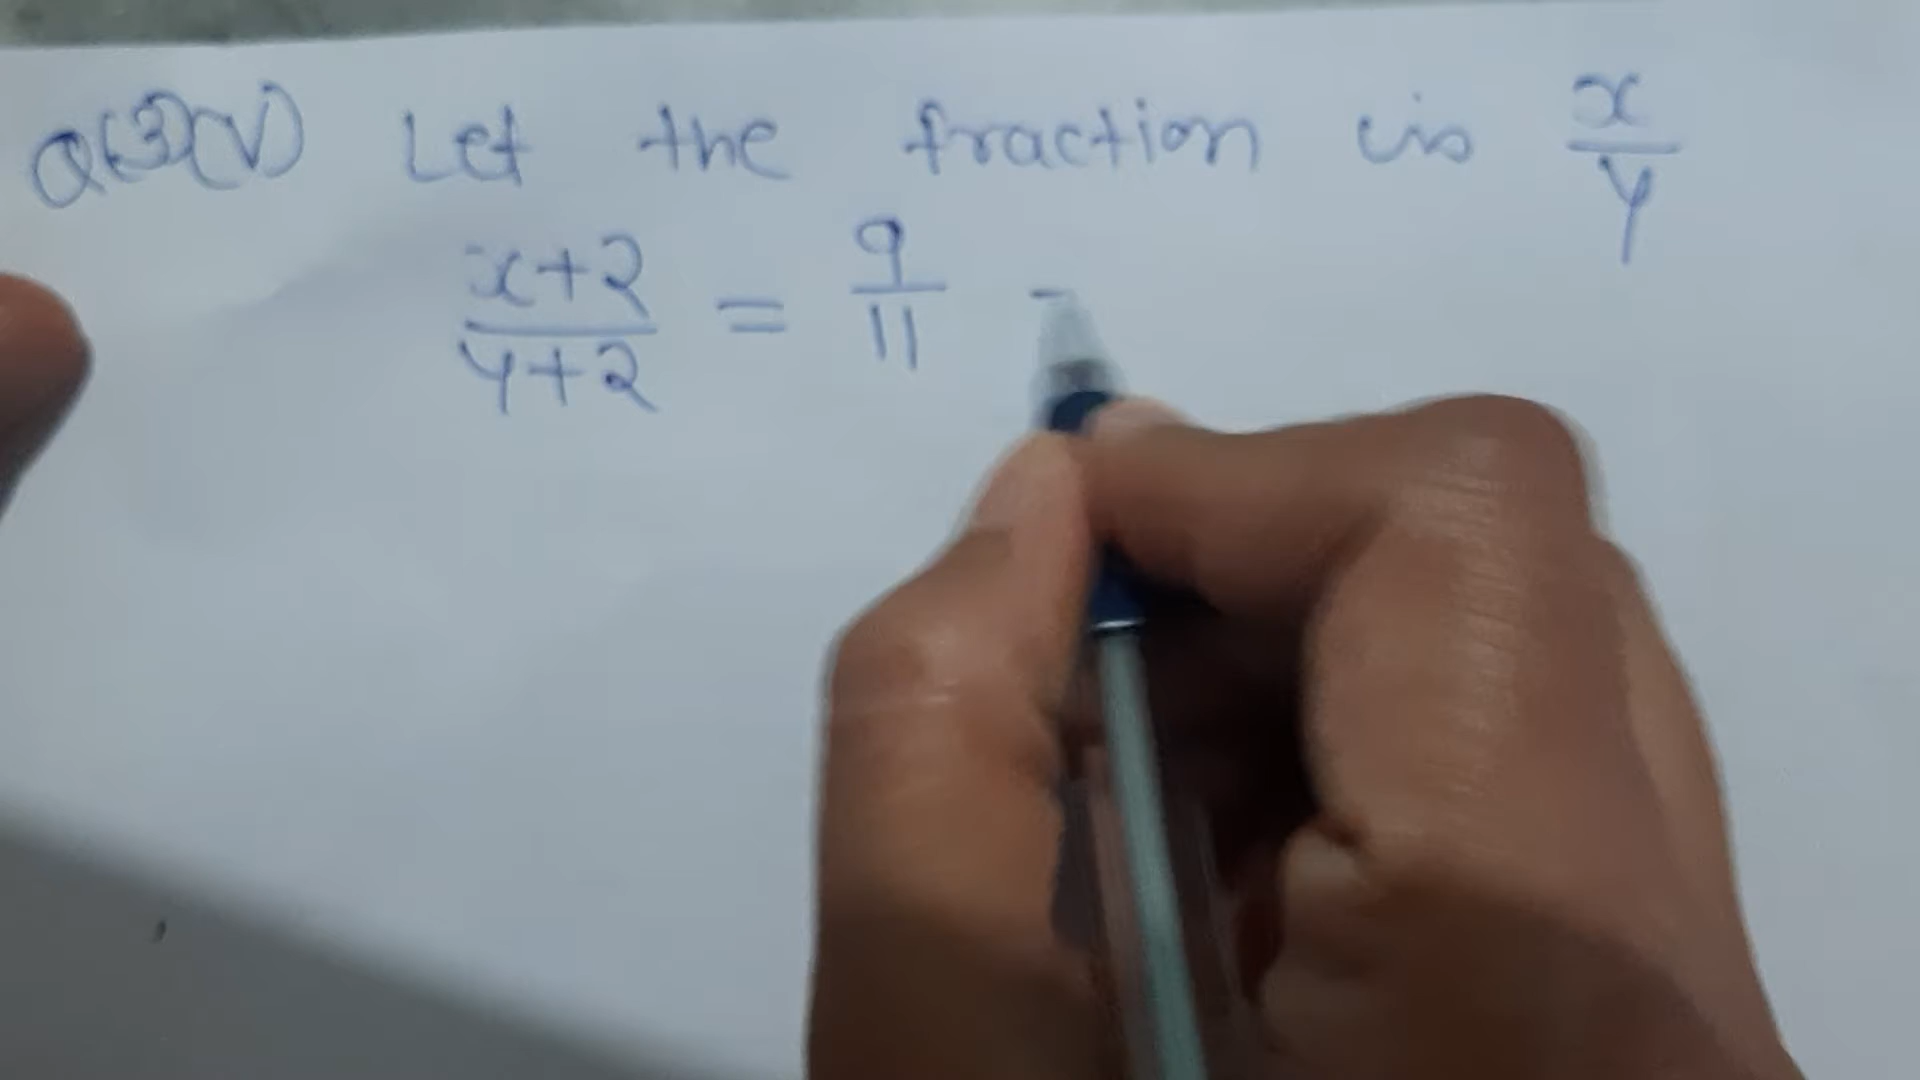 Q(3)(V) Let the fraction is x/y
x+2/y+2 = 9/11 -